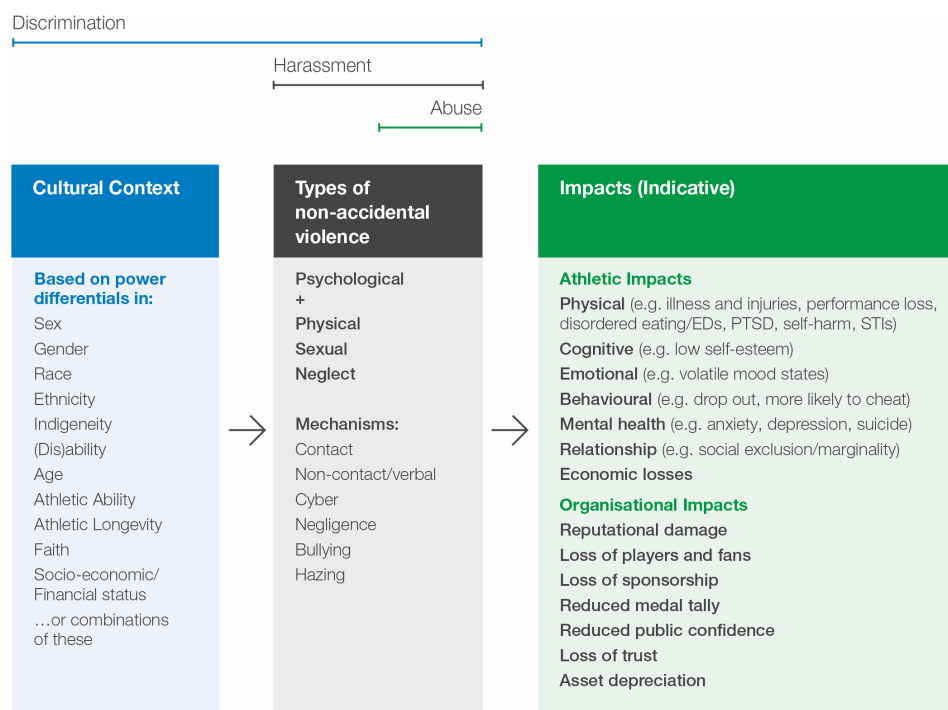 Discrimination
Harassment
Abuse
Cultural Context
Based on power
differentials in:
Sex
Gender
Race
Ethnicity
Indigeneity
(Dis)ability
Age
Athletic Ability
Athletic Longevity
Faith
Socio-economic/
Financial status
…or combinations
of these
Types of
non-accidental
violence
Psychological
+
Physical
Sexual
Neglect
Mechanisms:
Contact
Non-contact/verbal
Cyber
Negligence
Bullying
Hazing
Impacts (Indicative)
Athletic Impacts
Physical (e.g. illness and injuries, performance loss,
disordered eating/EDs, PTSD, self-harm, STIs)
Cognitive (e.g. low self-esteem)
Emotional (e.g. volatile mood states)
Behavioural (e.g. drop out, more likely to cheat)
Mental health (e.g. anxiety, depression, suicide)
Relationship (e.g. social exclusion/marginality)
Economic losses
Organisational Impacts
Reputational damage
Loss of players and fans
Loss of sponsorship
Reduced medal tally
Reduced public confidence
Loss of trust
Asset depreciation